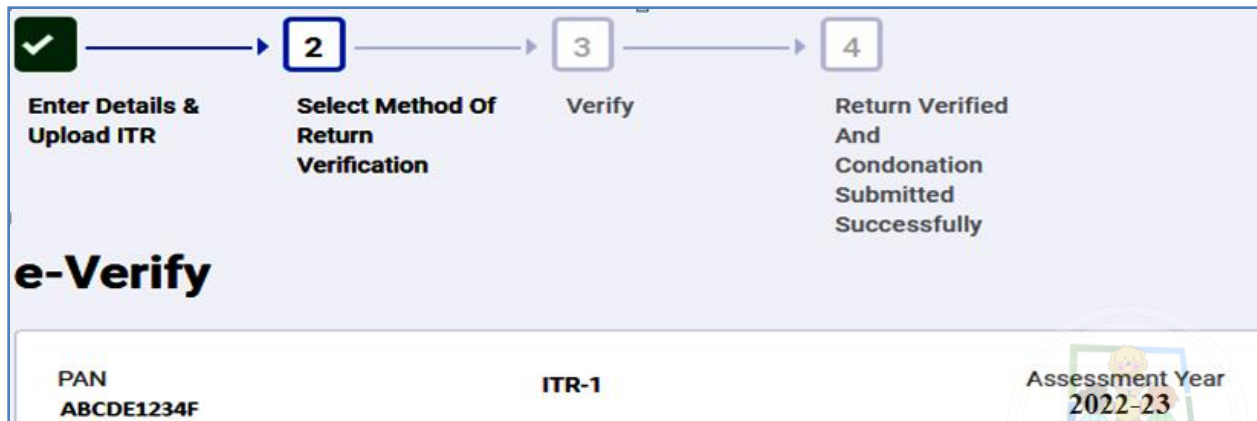 2
3
4
Enter Details &
Upload ITR
Select Method Of
Return
Verification
Verify
Return Verified
And
Condonation
Submitted
Successfully
e-Verify
PAN
ABCDE1234F
ITR-1
Assessment Year
2022-23